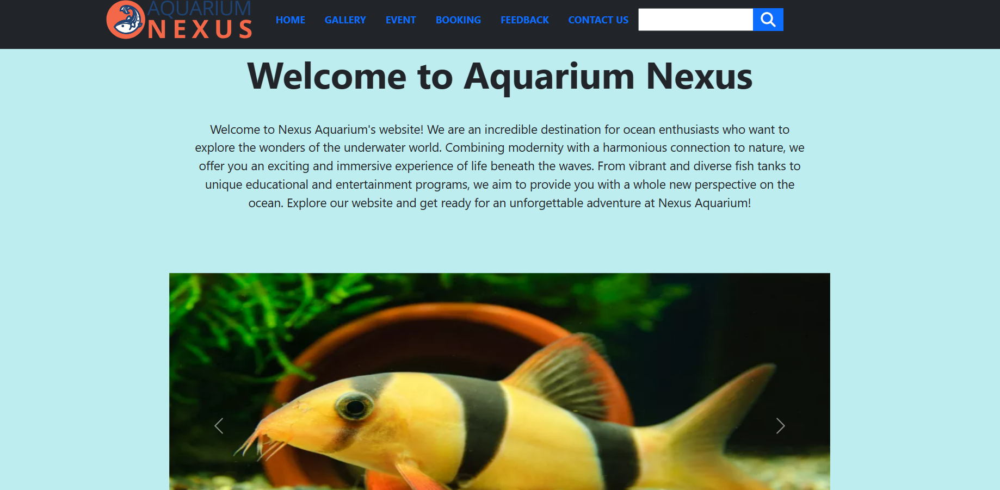 AQUARIUM
NEXUS
HOME GALLERY EVENT BOOKING FEEDBACK CONTACT US
Welcome to Aquarium Nexus
Welcome to Nexus Aquarium's website! We are an incredible destination for ocean enthusiasts who want to
explore the wonders of the underwater world. Combining modernity with a harmonious connection to nature, we
offer you an exciting and immersive experience of life beneath the waves. From vibrant and diverse fish tanks to
unique educational and entertainment programs, we aim to provide you with a whole new perspective on the
ocean. Explore our website and get ready for an unforgettable adventure at Nexus Aquarium!